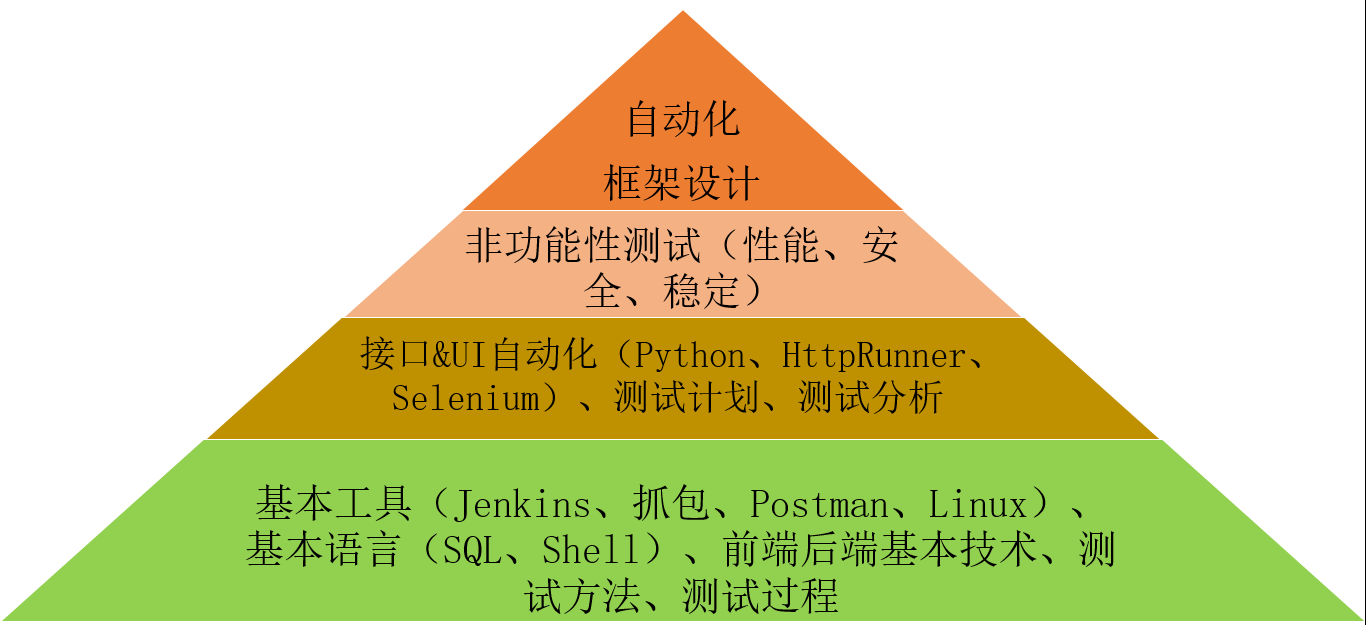 自动化
框架设计
非功能性测试（性能、安
全、稳定）
接口&UI自动化（Python、HttpRunner、
Selenium）、测试计划、测试分析
基本工具（Jenkins、抓包、Postman、Linux）、
基本语言（SQL、Shell）、前端后端基本技术、测
试方法、测试过程